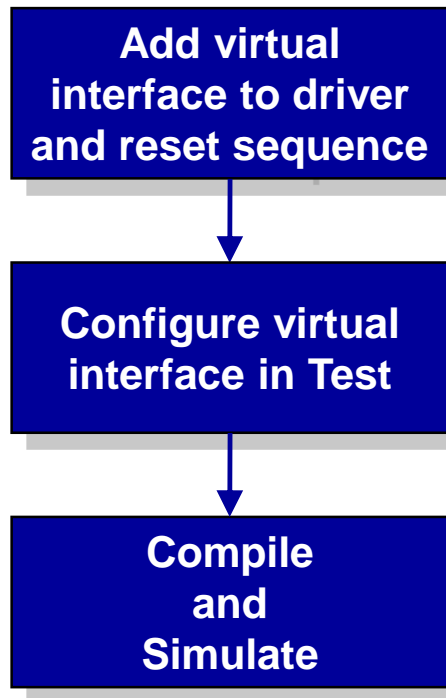 Add virtual
interface to driver
and reset sequence
Configure virtual
interface in Test
Compile
and
Simulate